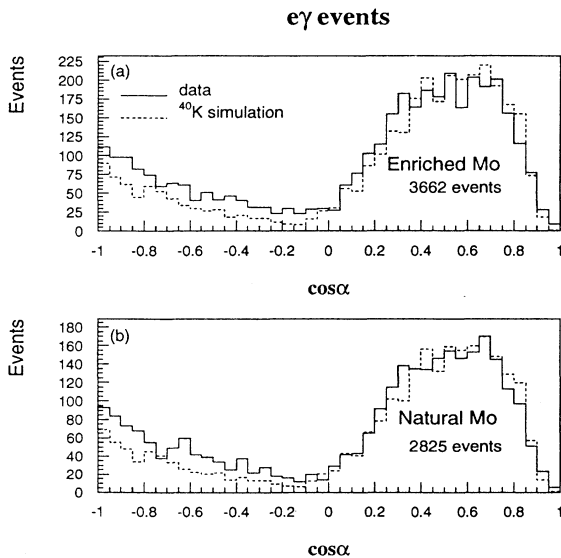 eγ events
Events
225
200
175
150
125
100
75
50
25
0
(a)
data
⁴⁰K simulation
Enriched Mo
3662 events
-1 -0.8 -0.6 -0.4 -0.2 0 0.2 0.4 0.6 0.8 1
cosα
Events
180
160
140
120
100
80
60
40
20
0
(b)
Natural Mo
2825 events
-1 -0.8 -0.6 -0.4 -0.2 0 0.2 0.4 0.6 0.8 1
cosα